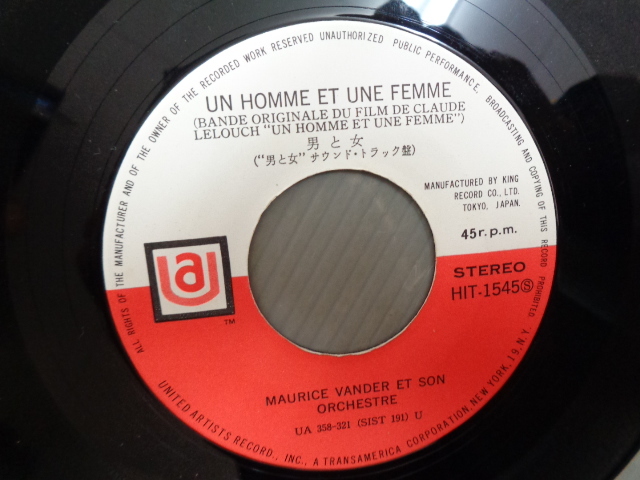 ALL RIGHTS OF THE MANUFACTURER AND OF THE OWNER OF THE RECORDED WORK RESERVED UNAUTHORIZED PUBLIC PERFORMANCE, BROADCASTING AND COPYING OF THIS RECORD PROHIBITED
UN HOMME ET UNE FEMME
(BANDE ORIGINALE DU FILM DE CLAUDE
LELOUCH "UN HOMME ET UNE FEMME")
男と女
("男と女" サウンド・トラック盤)
MANUFACTURED BY KING
RECORD CO., LTD.
TOKYO, JAPAN.
45 r.p.m.
UA
TM
STEREO
HIT-1545Ⓢ
MAURICE VANDER ET SON
ORCHESTRE
UA 358-321 (SIST 191) U
UNITED ARTISTS RECORD, INC., A TRANSAMERICA CORPORATION, NEW YORK, 19, N.Y.